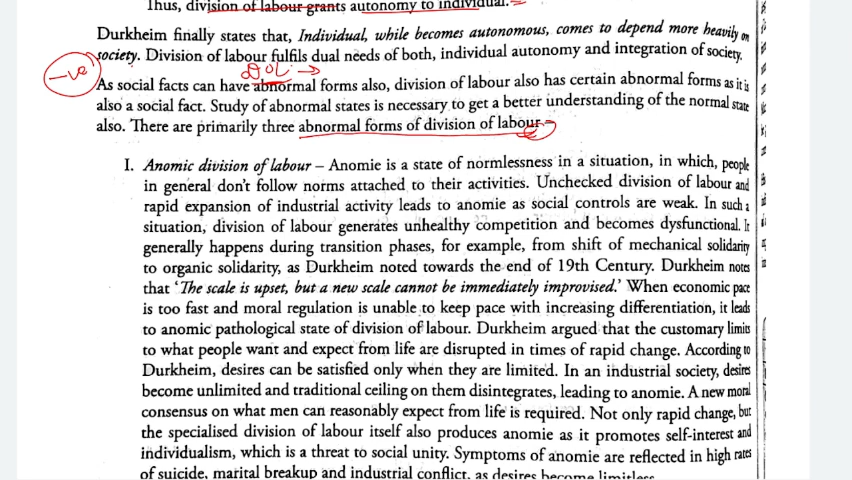 Thus, division of labour grants autonomy to individual.
Durkheim finally states that, Individual, while becomes autonomous, comes to depend more heavily on
society. Division of labour fulfils dual needs of both, individual autonomy and integration of society.
-ve
DOL →
As social facts can have abnormal forms also, division of labour also has certain abnormal forms as it is
also a social fact. Study of abnormal states is necessary to get a better understanding of the normal state
also. There are primarily three abnormal forms of division of labour –
I. Anomic division of labour – Anomie is a state of normlessness in a situation, in which, people
in general don't follow norms attached to their activities. Unchecked division of labour and
rapid expansion of industrial activity leads to anomie as social controls are weak. In such a
situation, division of labour generates unhealthy competition and becomes dysfunctional. It
generally happens during transition phases, for example, from shift of mechanical solidarity
to organic solidarity, as Durkheim noted towards the end of 19th Century. Durkheim notes
that 'The scale is upset, but a new scale cannot be immediately improvised.' When economic pace
is too fast and moral regulation is unable to keep pace with increasing differentiation, it leads
to anomic pathological state of division of labour. Durkheim argued that the customary limits
to what people want and expect from life are disrupted in times of rapid change. According to
Durkheim, desires can be satisfied only when they are limited. In an industrial society, desires
become unlimited and traditional ceiling on them disintegrates, leading to anomie. A new moral
consensus on what men can reasonably expect from life is required. Not only rapid change, but
the specialised division of labour itself also produces anomie as it promotes self-interest and
individualism, which is a threat to social unity. Symptoms of anomie are reflected in high rates
of suicide, marital breakup and industrial conflict, as desires become limitless.